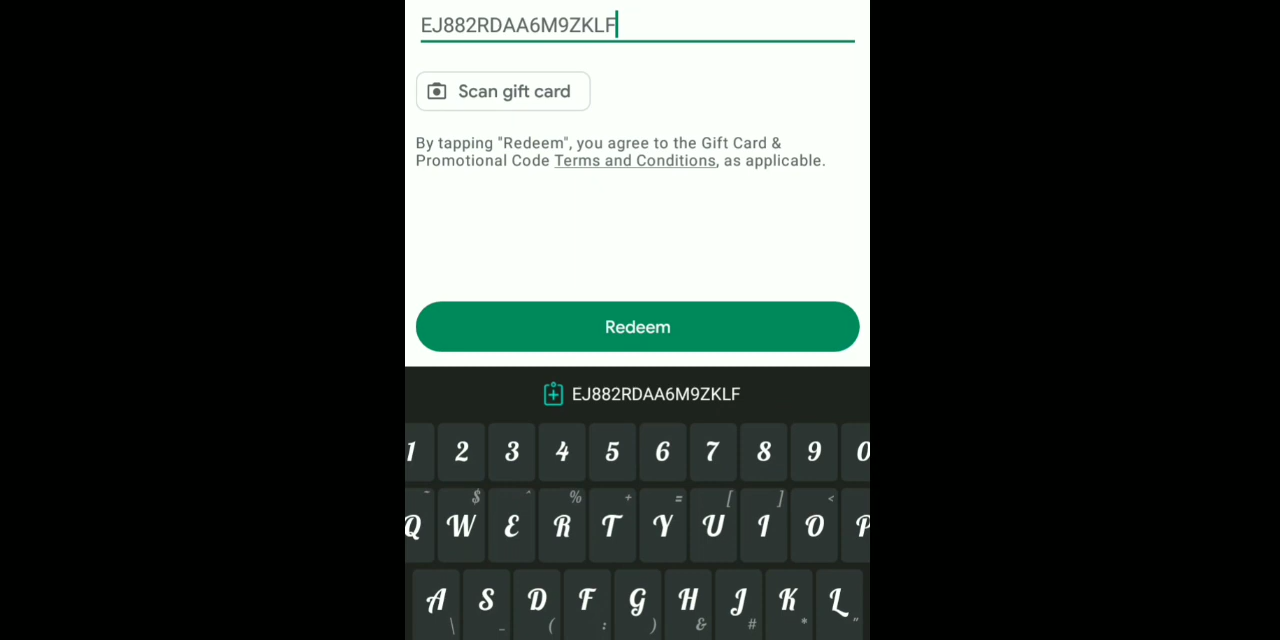 EJ882RDAA6M9ZKLF
Scan gift card
By tapping "Redeem", you agree to the Gift Card &
Promotional Code Terms and Conditions, as applicable.
Redeem
EJ882RDAA6M9ZKLF
1 2 3 4 5 6 7 8 9 0
~ $ ^ % + = [ ] <
Q W E R T Y U I O P
A S D F G H J K L
\ _ ( : ) & # * "